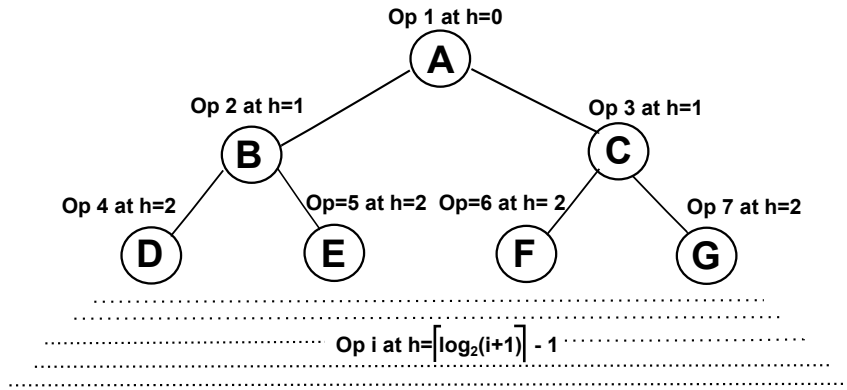 Op 1 at h=0
A
Op 2 at h=1
Op 3 at h=1
B
C
Op 4 at h=2
Op=5 at h=2
Op=6 at h= 2
Op 7 at h=2
D
E
F
G
Op i at h=⌈log₂(i+1)⌉ - 1